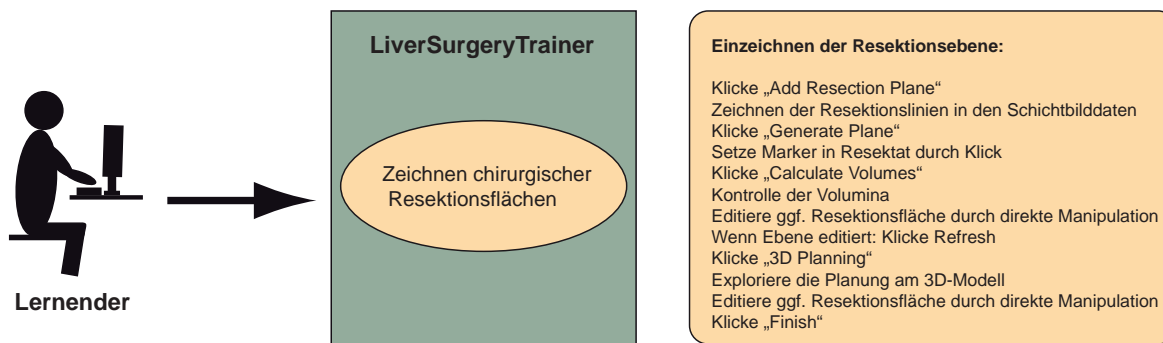 LiverSurgeryTrainer
Zeichnen chirurgischer
Resektionsflächen
Lernender
Einzeichnen der Resektionsebene:
Klicke „Add Resection Plane“
Zeichnen der Resektionslinien in den Schichtbilddaten
Klicke „Generate Plane“
Setze Marker in Resektat durch Klick
Klicke „Calculate Volumes“
Kontrolle der Volumina
Editiere ggf. Resektionsfläche durch direkte Manipulation
Wenn Ebene editiert: Klicke Refresh
Klicke „3D Planning“
Exploriere die Planung am 3D-Modell
Editiere ggf. Resektionsfläche durch direkte Manipulation
Klicke „Finish“